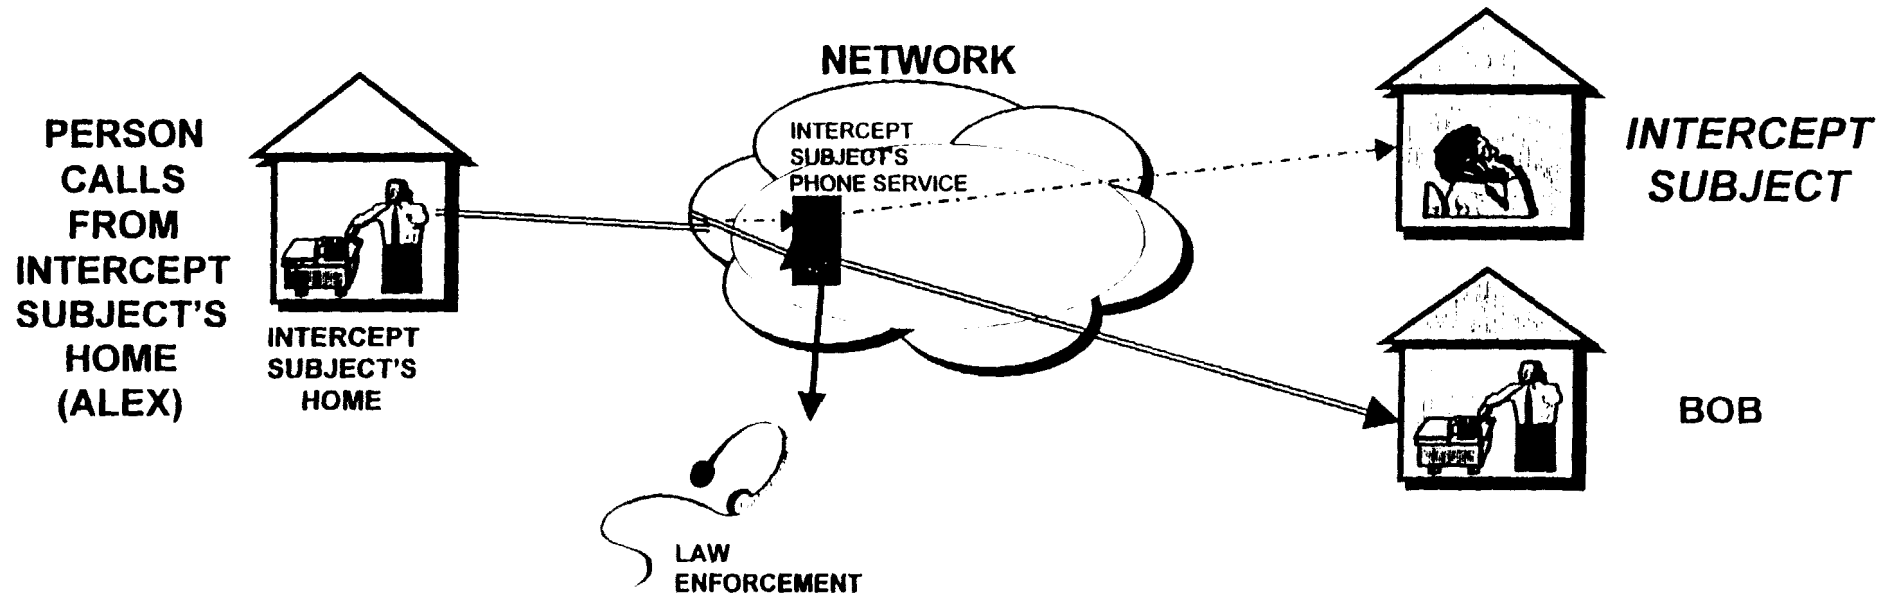 NETWORK
PERSON
CALLS
FROM
INTERCEPT
SUBJECT'S
HOME
(ALEX)
INTERCEPT
SUBJECT'S
HOME
INTERCEPT
SUBJECT'S
PHONE SERVICE
INTERCEPT
SUBJECT
BOB
LAW
ENFORCEMENT